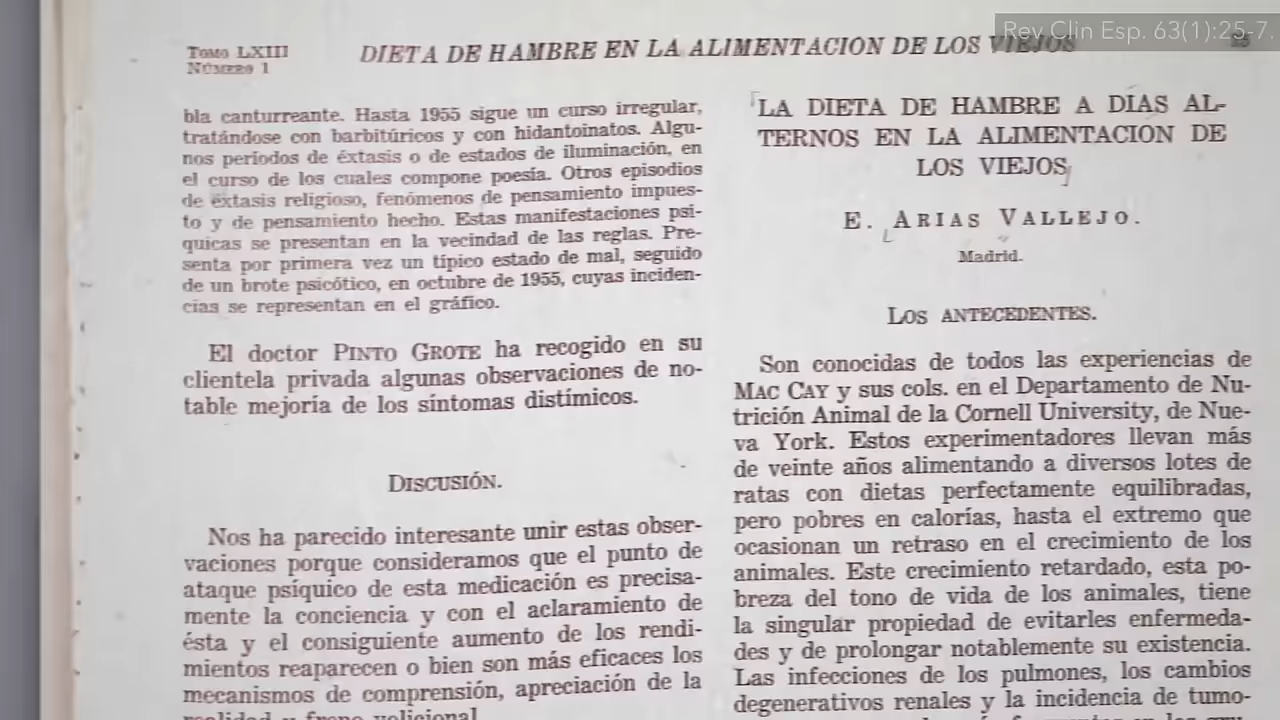 Rev Clin Esp. 63(1):25-7.
TOMO LXIII
NÚMERO 1
DIETA DE HAMBRE EN LA ALIMENTACION DE LOS VIEJOS
bla canturreante. Hasta 1955 sigue un curso irregular,
tratándose con barbitúricos y con hidantoinatos. Algu-
nos períodos de éxtasis o de estados de iluminación, en
el curso de los cuales compone poesía. Otros episodios
de éxtasis religioso, fenómenos de pensamiento impues-
to y de pensamiento hecho. Estas manifestaciones psí-
quicas se presentan en la vecindad de las reglas. Pre-
senta por primera vez un típico estado de mal, seguido
de un brote psicótico, en octubre de 1955, cuyas inciden-
cias se representan en el gráfico.
El doctor PINTO GROTE ha recogido en su
clientela privada algunas observaciones de no-
table mejoría de los síntomas distímicos.
DISCUSIÓN.
Nos ha parecido interesante unir estas obser-
vaciones porque consideramos que el punto de
ataque psíquico de esta medicación es precisa-
mente la conciencia y con el aclaramiento de
ésta y el consiguiente aumento de los rendi-
mientos reaparecen o bien son más eficaces los
mecanismos de comprensión, apreciación de la
realidad y freno volicional
LA DIETA DE HAMBRE A DIAS AL-
TERNOS EN LA ALIMENTACION DE
LOS VIEJOS
E. ARIAS VALLEJO.
Madrid.
LOS ANTECEDENTES.
Son conocidas de todos las experiencias de
MAC CAY y sus cols. en el Departamento de Nu-
trición Animal de la Cornell University, de Nue-
va York. Estos experimentadores llevan más
de veinte años alimentando a diversos lotes de
ratas con dietas perfectamente equilibradas,
pero pobres en calorías, hasta el extremo que
ocasionan un retraso en el crecimiento de los
animales. Este crecimiento retardado, esta po-
breza del tono de vida de los animales, tiene
la singular propiedad de evitarles enfermeda-
des y de prolongar notablemente su existencia.
Las infecciones de los pulmones, los cambios
degenerativos renales y la incidencia de tumo-